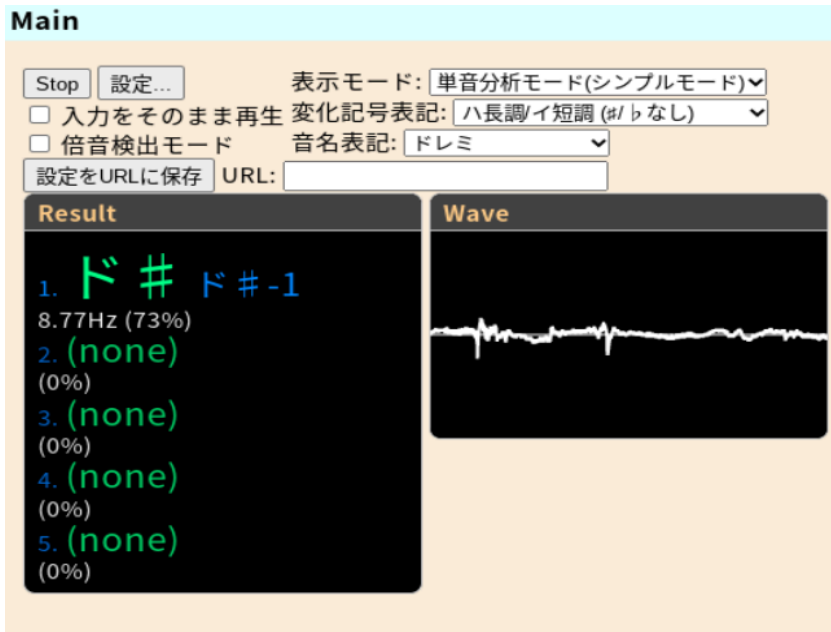 Main
Stop 設定... 表示モード: 単音分析モード(シンプルモード)
入力をそのまま再生 変化記号表記: ハ長調/イ短調 (♯/♭なし)
倍音検出モード 音名表記: ドレミ
設定をURLに保存 URL:
Result
1. ド♯ ド♯-1
8.77Hz (73%)
2. (none)
(0%)
3. (none)
(0%)
4. (none)
(0%)
5. (none)
(0%)
Wave